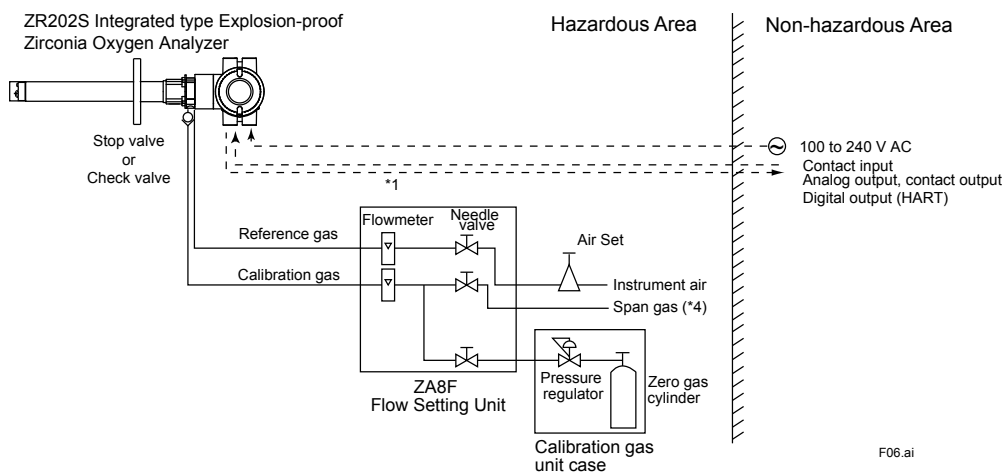 ZR202S Integrated type Explosion-proof
Zirconia Oxygen Analyzer
Hazardous Area
Non-hazardous Area
Stop valve
or
Check valve
100 to 240 V AC
Contact input
Analog output, contact output
Digital output (HART)
*1
Flowmeter
Needle
valve
Air Set
Reference gas
Calibration gas
Instrument air
Span gas (*4)
ZA8F
Flow Setting Unit
Pressure
regulator
Zero gas
cylinder
Calibration gas
unit case
F06.ai